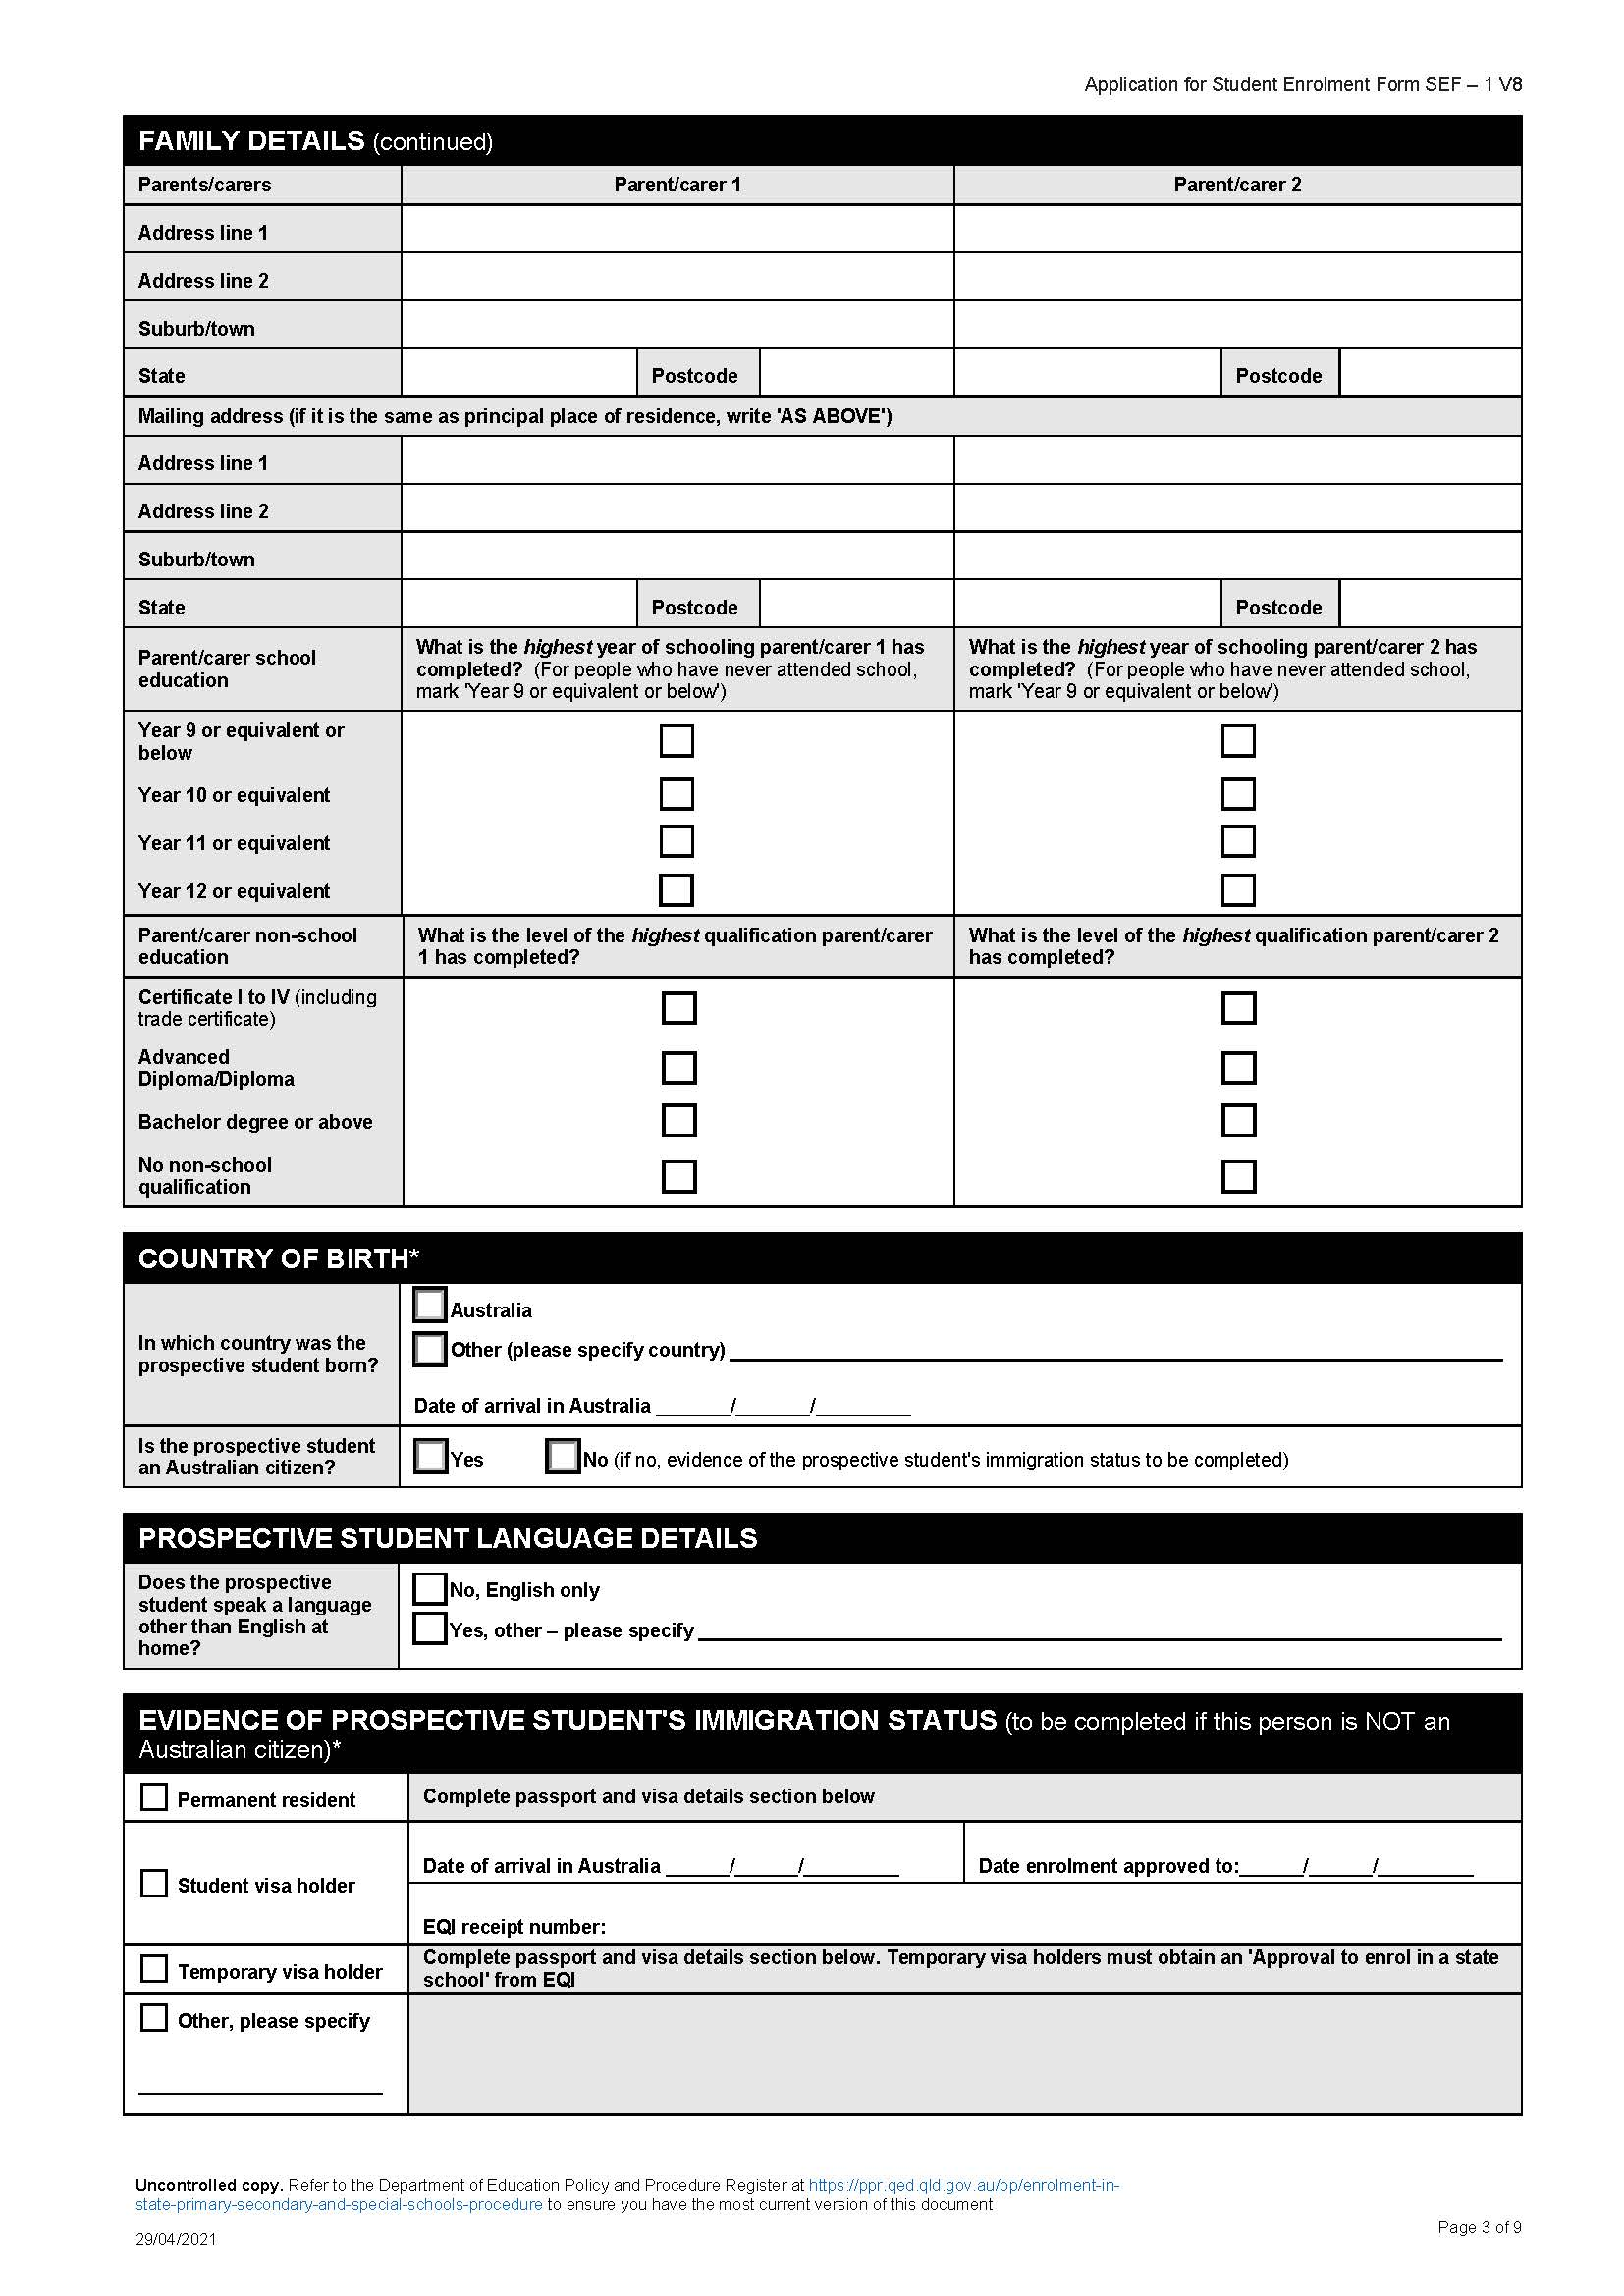 Application for Student Enrolment Form SEF – 1 V8
FAMILY DETAILS (continued)
Parents/carers Parent/carer 1 Parent/carer 2
Address line 1
Address line 2
Suburb/town
State Postcode Postcode
Mailing address (if it is the same as principal place of residence, write 'AS ABOVE')
Address line 1
Address line 2
Suburb/town
State Postcode Postcode
Parent/carer school
education
What is the highest year of schooling parent/carer 1 has
completed? (For people who have never attended school,
mark 'Year 9 or equivalent or below')
What is the highest year of schooling parent/carer 2 has
completed? (For people who have never attended school,
mark 'Year 9 or equivalent or below')
Year 9 or equivalent or
below
Year 10 or equivalent
Year 11 or equivalent
Year 12 or equivalent
Parent/carer non-school
education
What is the level of the highest qualification parent/carer
1 has completed?
What is the level of the highest qualification parent/carer 2
has completed?
Certificate I to IV (including
trade certificate)
Advanced
Diploma/Diploma
Bachelor degree or above
No non-school
qualification
COUNTRY OF BIRTH*
In which country was the
prospective student born?
Australia
Other (please specify country)
Date of arrival in Australia ______/______/________
Is the prospective student
an Australian citizen?
Yes No (if no, evidence of the prospective student's immigration status to be completed)
PROSPECTIVE STUDENT LANGUAGE DETAILS
Does the prospective
student speak a language
other than English at
home?
No, English only
Yes, other – please specify
EVIDENCE OF PROSPECTIVE STUDENT'S IMMIGRATION STATUS (to be completed if this person is NOT an
Australian citizen)*
Permanent resident Complete passport and visa details section below
Student visa holder
Date of arrival in Australia ______/______/_________ Date enrolment approved to:______/______/_________
EQI receipt number:
Temporary visa holder
Complete passport and visa details section below. Temporary visa holders must obtain an 'Approval to enrol in a state
school' from EQI
Other, please specify
Uncontrolled copy. Refer to the Department of Education Policy and Procedure Register at https://ppr.qed.qld.gov.au/pp/enrolment-in-
state-primary-secondary-and-special-schools-procedure to ensure you have the most current version of this document
Page 3 of 9
29/04/2021